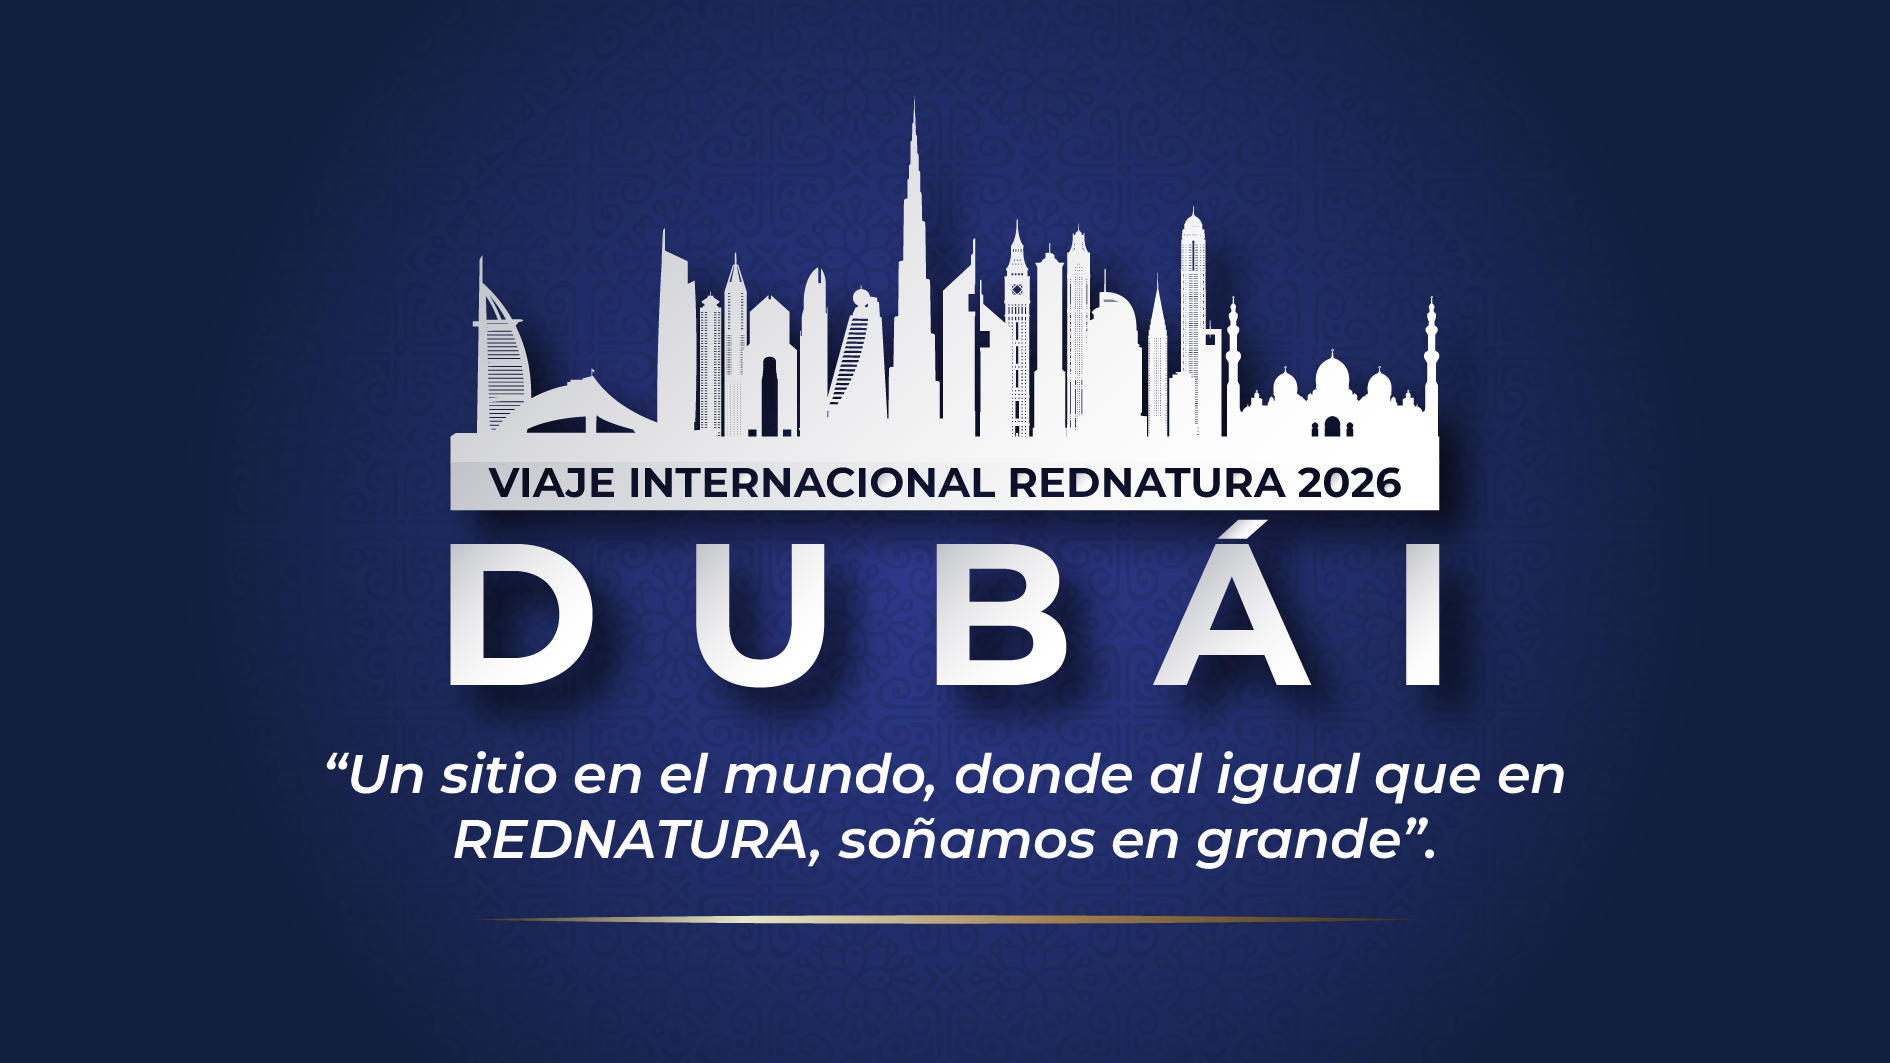 VIAJE INTERNACIONAL REDNATURA 2026
DUBÁI
“Un sitio en el mundo, donde al igual que en
REDNATURA, soñamos en grande”.